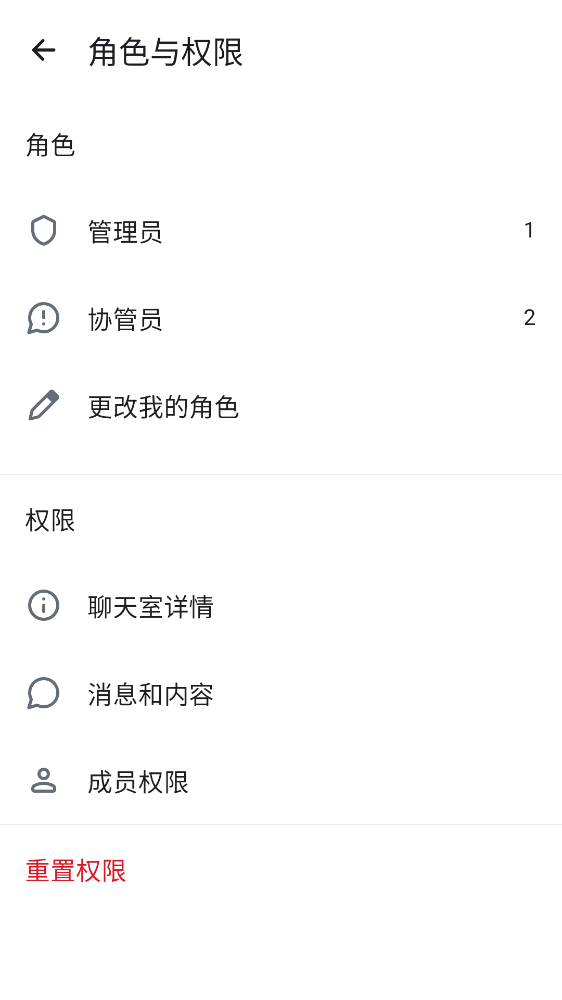 角色与权限
角色
管理员 1
协管员 2
更改我的角色
权限
聊天室详情
消息和内容
成员权限
重置权限